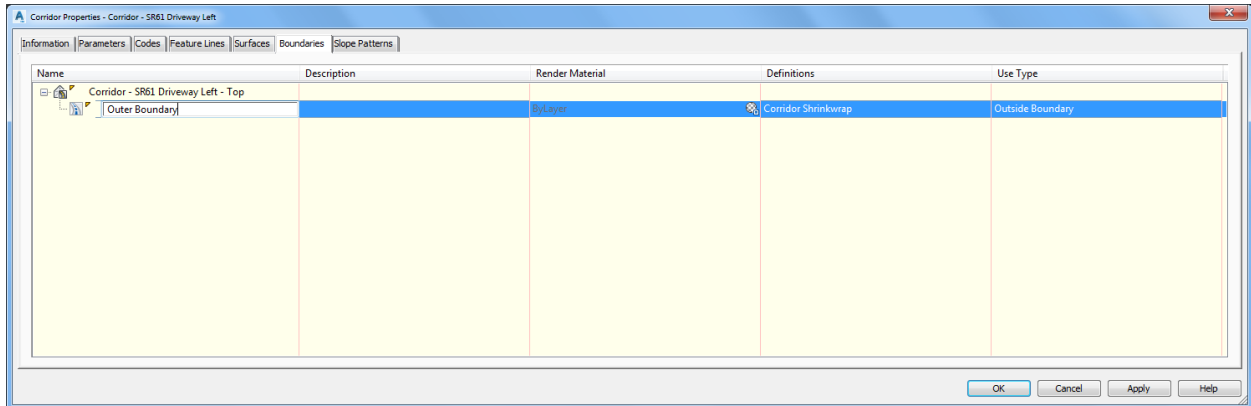 Corridor Properties - Corridor - SR61 Driveway Left
Information Parameters Codes Feature Lines Surfaces Boundaries Slope Patterns
Name Description Render Material Definitions Use Type
Corridor - SR61 Driveway Left - Top
Outer Boundary ByLayer Corridor Shrinkwrap Outside Boundary
OK Cancel Apply Help